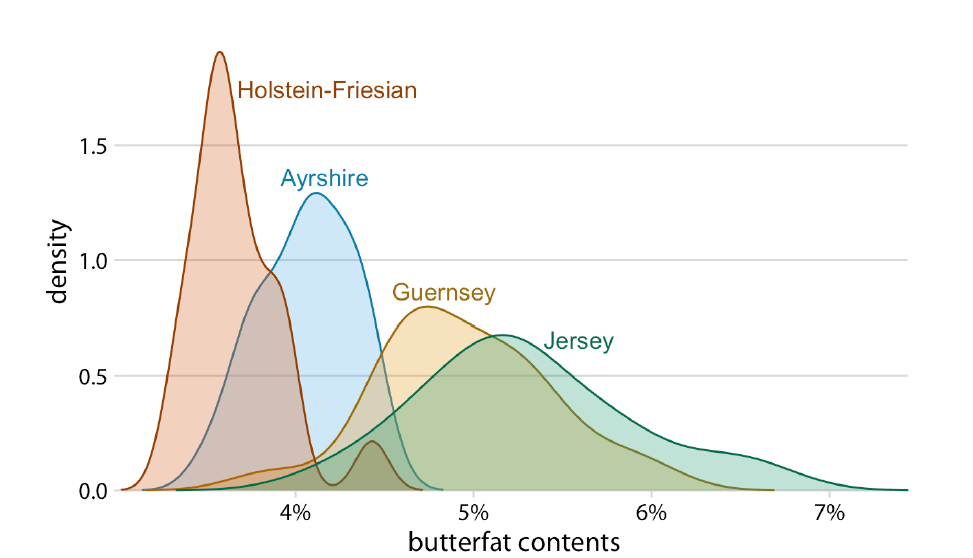 Holstein-Friesian
1.5
Ayrshire
1.0
density
Guernsey
Jersey
0.5
0.0
4% 5% 6% 7%
butterfat contents